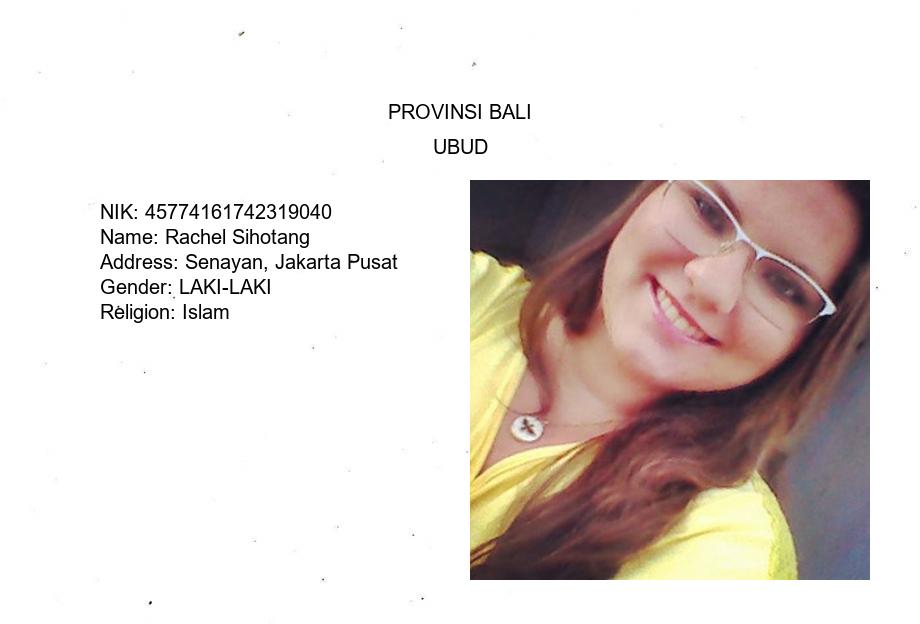 PROVINSI BALI
UBUD
NIK: 45774161742319040
Name: Rachel Sihotang
Address: Senayan, Jakarta Pusat
Gender: LAKI-LAKI
Religion: Islam